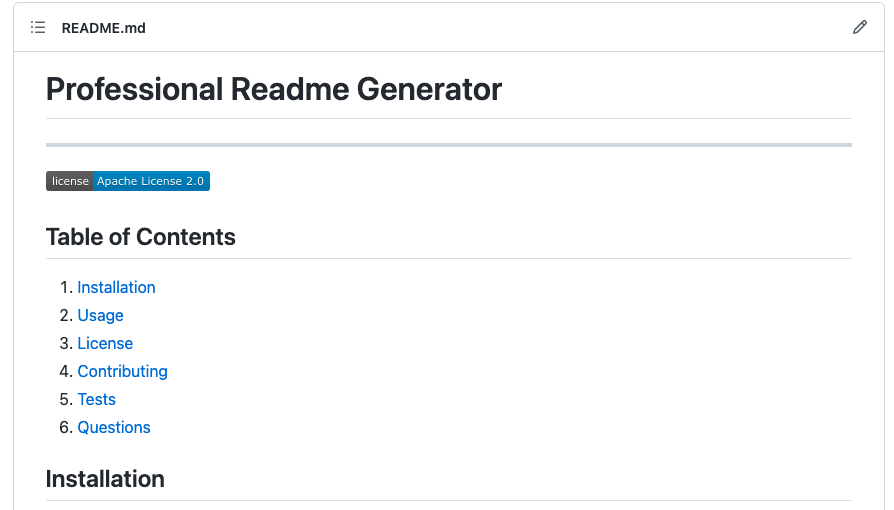 README.md
Professional Readme Generator
license Apache License 2.0
Table of Contents
1. Installation
2. Usage
3. License
4. Contributing
5. Tests
6. Questions
Installation